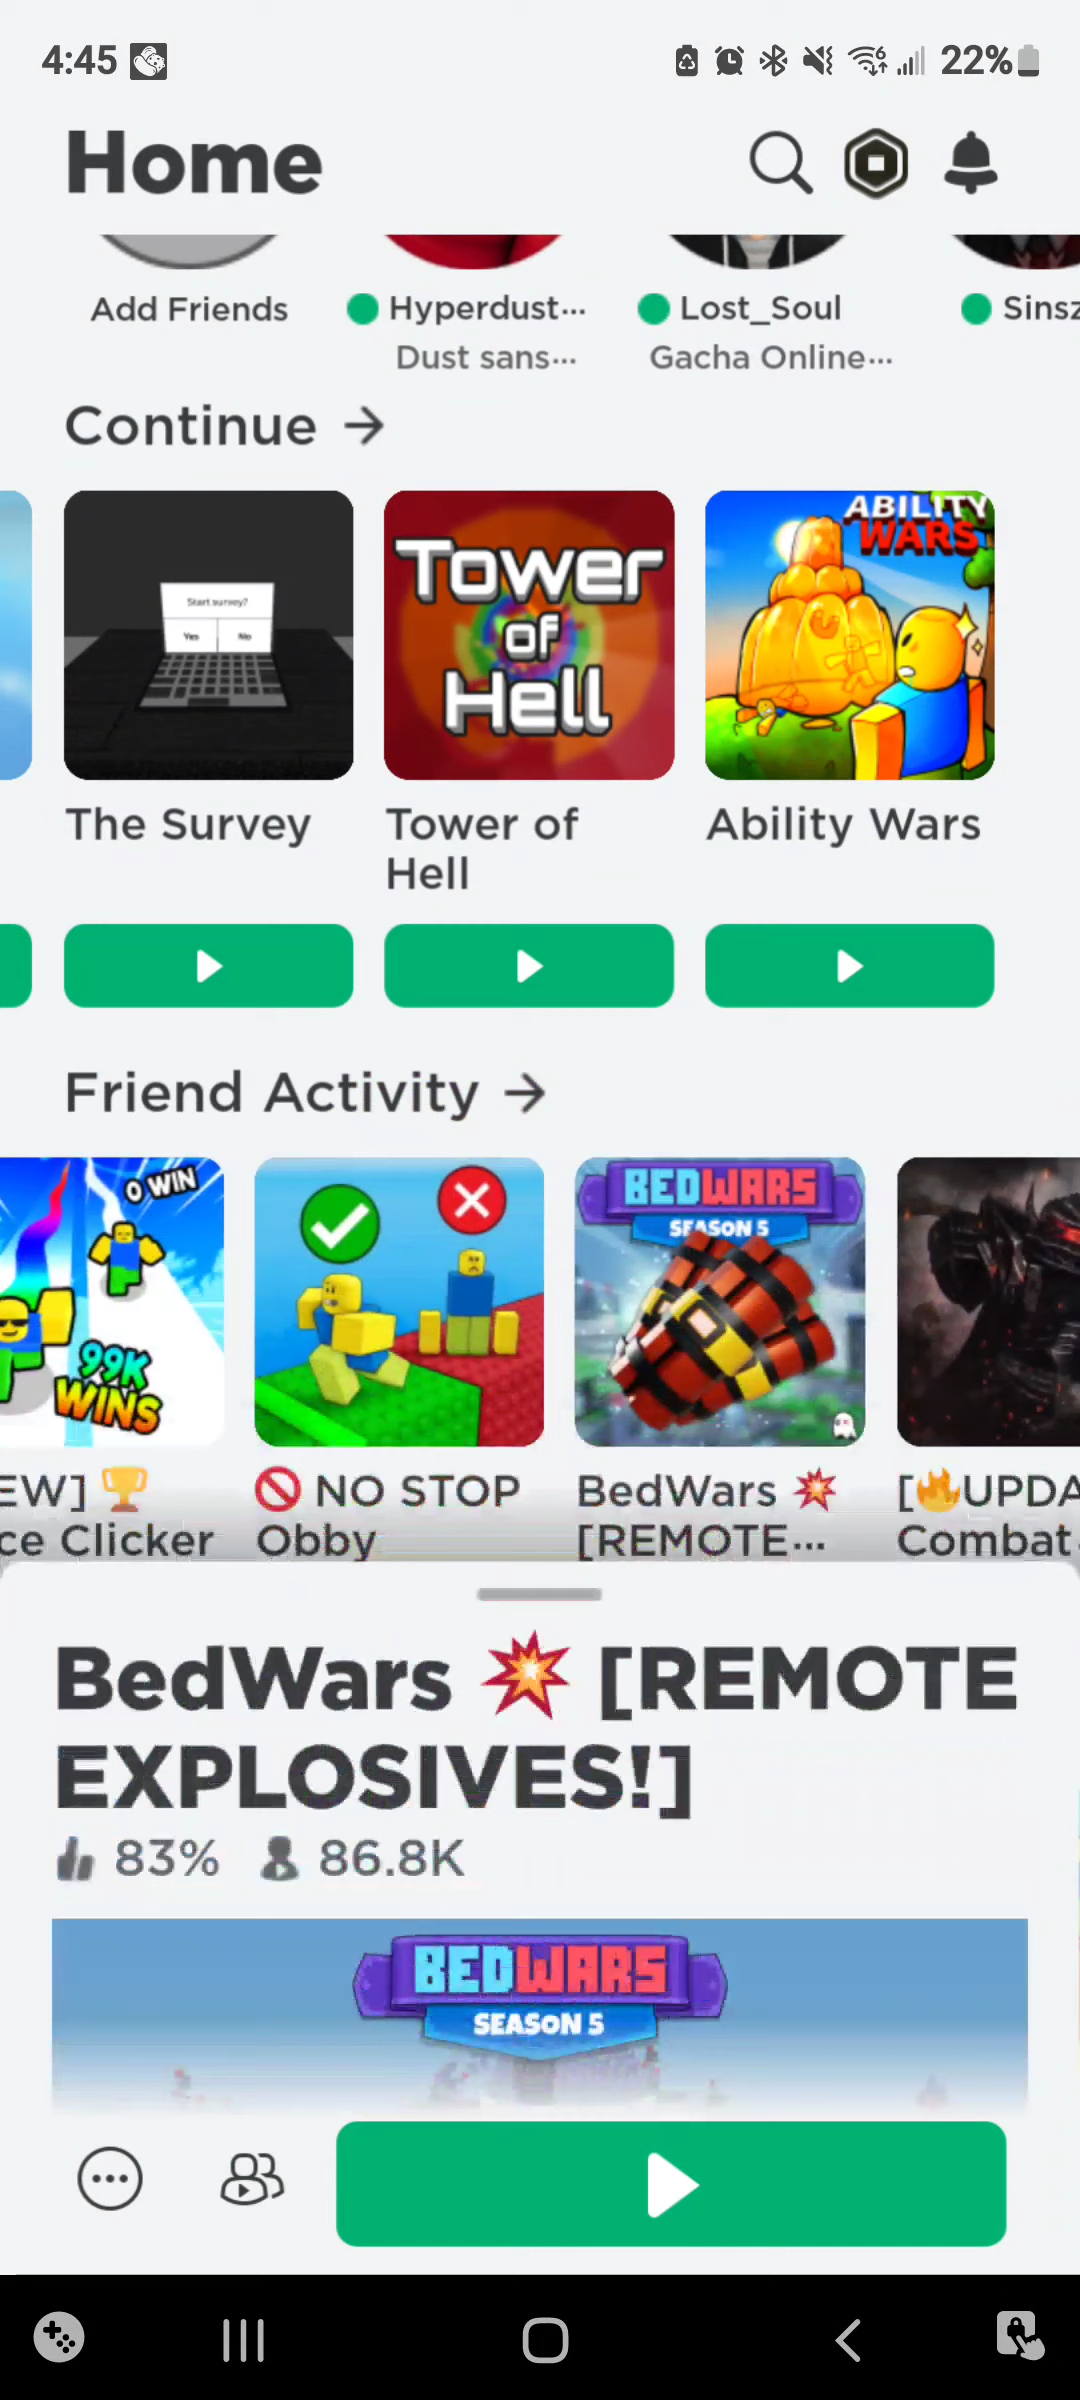 4:45 22%
Home
Add Friends Hyperdust... Lost_Soul Sinsz
Dust sans... Gacha Online...
Continue →
Start survey?
Yes No
Tower
of
Hell
ABILITY
WARS
The Survey Tower of Ability Wars
Hell
Friend Activity →
0 WIN
99K
WINS
BEDWARS
SEASON 5
EW] 🏆 🚫 NO STOP BedWars 💥 [🔥UPDA
ce Clicker Obby [REMOTE... Combat
BedWars 💥 [REMOTE
EXPLOSIVES!]
83% 86.8K
BEDWARS
SEASON 5